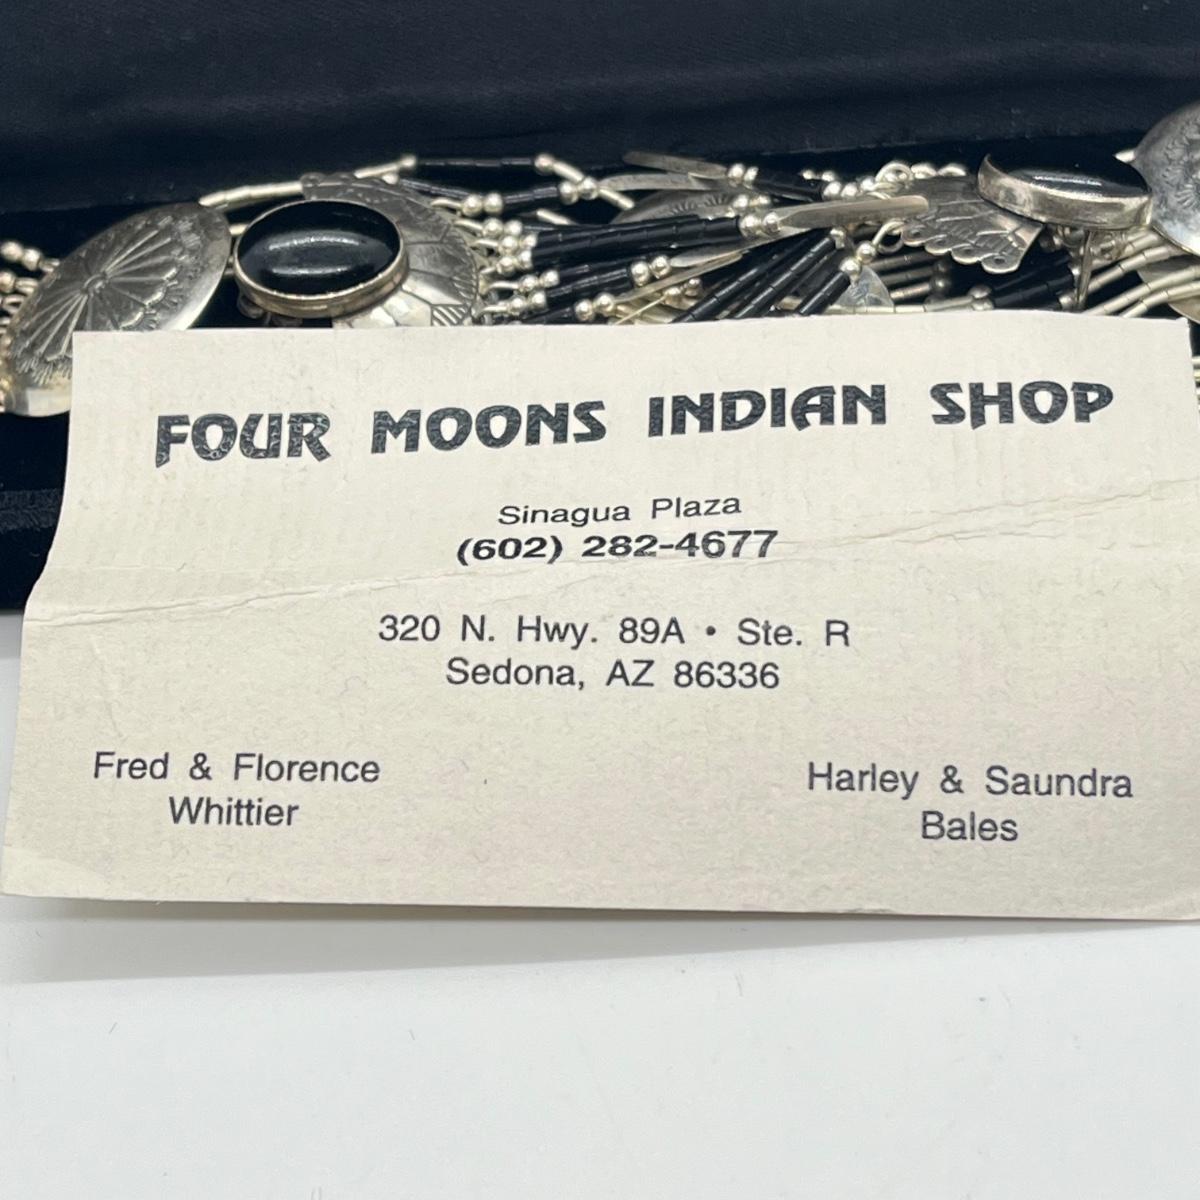 FOUR MOONS INDIAN SHOP
Sinagua Plaza
(602) 282-4677
320 N. Hwy. 89A • Ste. R
Sedona, AZ 86336
Fred & Florence
Whittier
Harley & Saundra
Bales